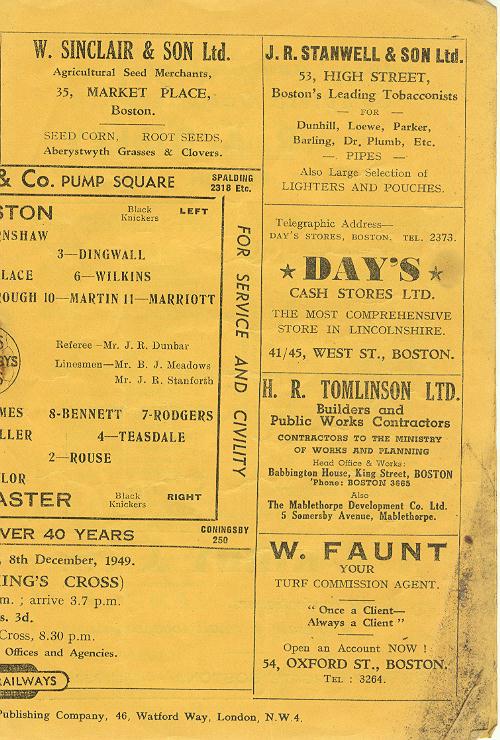 W. SINCLAIR & SON Ltd.
Agricultural Seed Merchants,
35, MARKET PLACE,
Boston.
SEED CORN, ROOT SEEDS,
Aberystwyth Grasses & Clovers.
& Co. PUMP SQUARE
SPALDING
2318 Etc.
STON
Black
Knickers
LEFT
RNSHAW
3—DINGWALL
LACE 6—WILKINS
ROUGH 10—MARTIN 11—MARRIOTT
Referee—Mr. J. R. Dunbar
Linesmen—Mr. B. J. Meadows
Mr. J. R. Stanforth
MES 8-BENNETT 7-RODGERS
LLER 4—TEASDALE
2—ROUSE
LOR
ASTER
Black
Knickers
RIGHT
FOR SERVICE AND CIVILITY
VER 40 YEARS
CONINGSBY
250
, 8th December, 1949.
KING'S CROSS)
m. ; arrive 3.7 p.m.
s. 3d.
Cross, 8.30 p.m.
Offices and Agencies.
RAILWAYS
J. R. STANWELL & SON Ltd.
53, HIGH STREET,
Boston's Leading Tobacconists
— FOR —
Dunhill, Loewe, Parker,
Barling, Dr. Plumb, Etc.
— PIPES —
Also Large Selection of
LIGHTERS AND POUCHES.
Telegraphic Address—
DAY'S STORES, BOSTON. TEL. 2373.
★ DAY'S ★
CASH STORES LTD.
THE MOST COMPREHENSIVE
STORE IN LINCOLNSHIRE.
41/45, WEST ST., BOSTON.
H. R. TOMLINSON LTD.
Builders and
Public Works Contractors
CONTRACTORS TO THE MINISTRY
OF WORKS AND PLANNING
Head Office & Works:
Babbington House, King Street, BOSTON
'Phone: BOSTON 3665
Also
The Mablethorpe Development Co. Ltd.
5 Somersby Avenue, Mablethorpe.
W. FAUNT
YOUR
TURF COMMISSION AGENT.
" Once a Client—
Always a Client "
Open an Account NOW !
54, OXFORD ST., BOSTON.
TEL : 3264.
Publishing Company, 46, Watford Way, London, N.W.4.